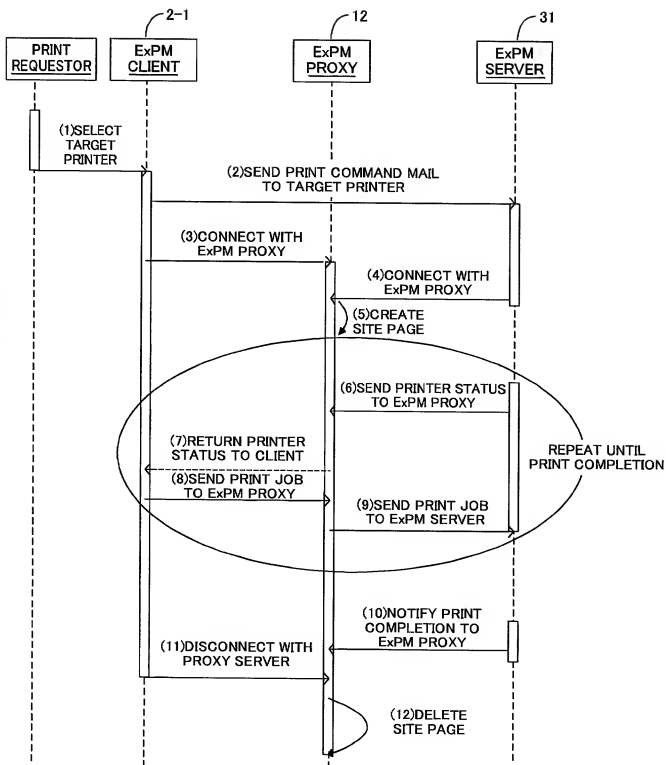 2-1
12
31
PRINT
REQUESTOR
ExPM
CLIENT
ExPM
PROXY
ExPM
SERVER
(1)SELECT
TARGET
PRINTER
(2)SEND PRINT COMMAND MAIL
TO TARGET PRINTER
(3)CONNECT WITH
ExPM PROXY
(4)CONNECT WITH
ExPM PROXY
(5)CREATE
SITE PAGE
(6)SEND PRINTER STATUS
TO ExPM PROXY
(7)RETURN PRINTER
STATUS TO CLIENT
REPEAT UNTIL
PRINT COMPLETION
(8)SEND PRINT JOB
TO ExPM PROXY
(9)SEND PRINT JOB
TO ExPM SERVER
(10)NOTIFY PRINT
COMPLETION TO
ExPM PROXY
(11)DISCONNECT WITH
PROXY SERVER
(12)DELETE
SITE PAGE